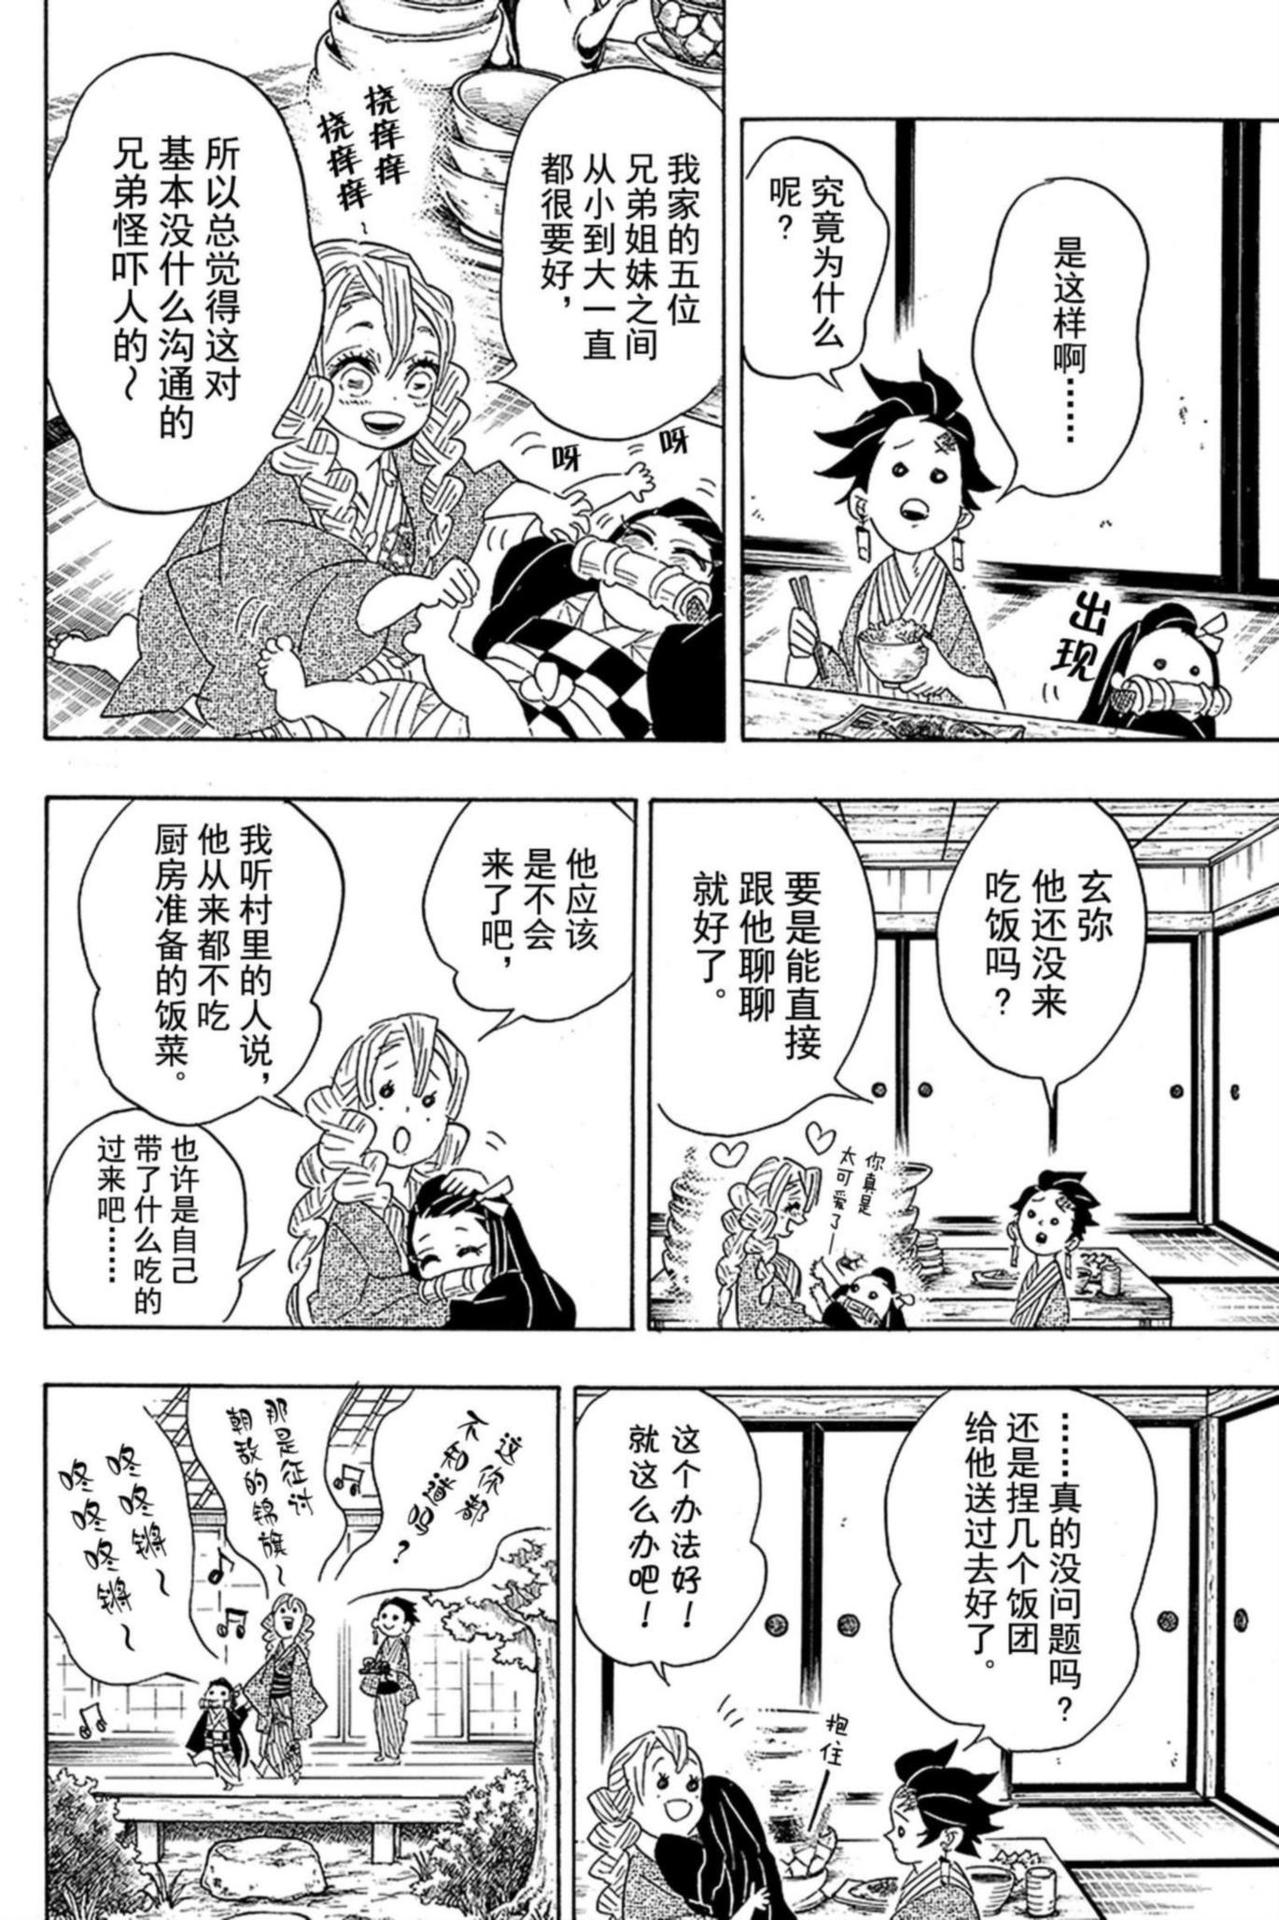 是这样啊……
究竟为什么
呢？
出现
我家的五位
兄弟姐妹之间
从小到大一直
都很要好，
挠痒痒
挠痒痒～
呀
呀
所以总觉得这对
基本没什么沟通的
兄弟怪吓人的～
玄弥
他还没来
吃饭吗？
要是能直接
跟他聊聊
就好了。
你真是
太可爱了—
他应该
是不会
来了吧，
我听村里的人说，
他从来都不吃
厨房准备的饭菜。
也许是自己
带了什么吃的
过来吧……
……真的没问题吗？
还是捏几个饭团
给他送过去好了。
这个办法好！
就这么办吧！
抱住
这你都
不知道吗？
那是征讨
朝敌的锦旗～
咚咚锵～
咚咚咚锵～